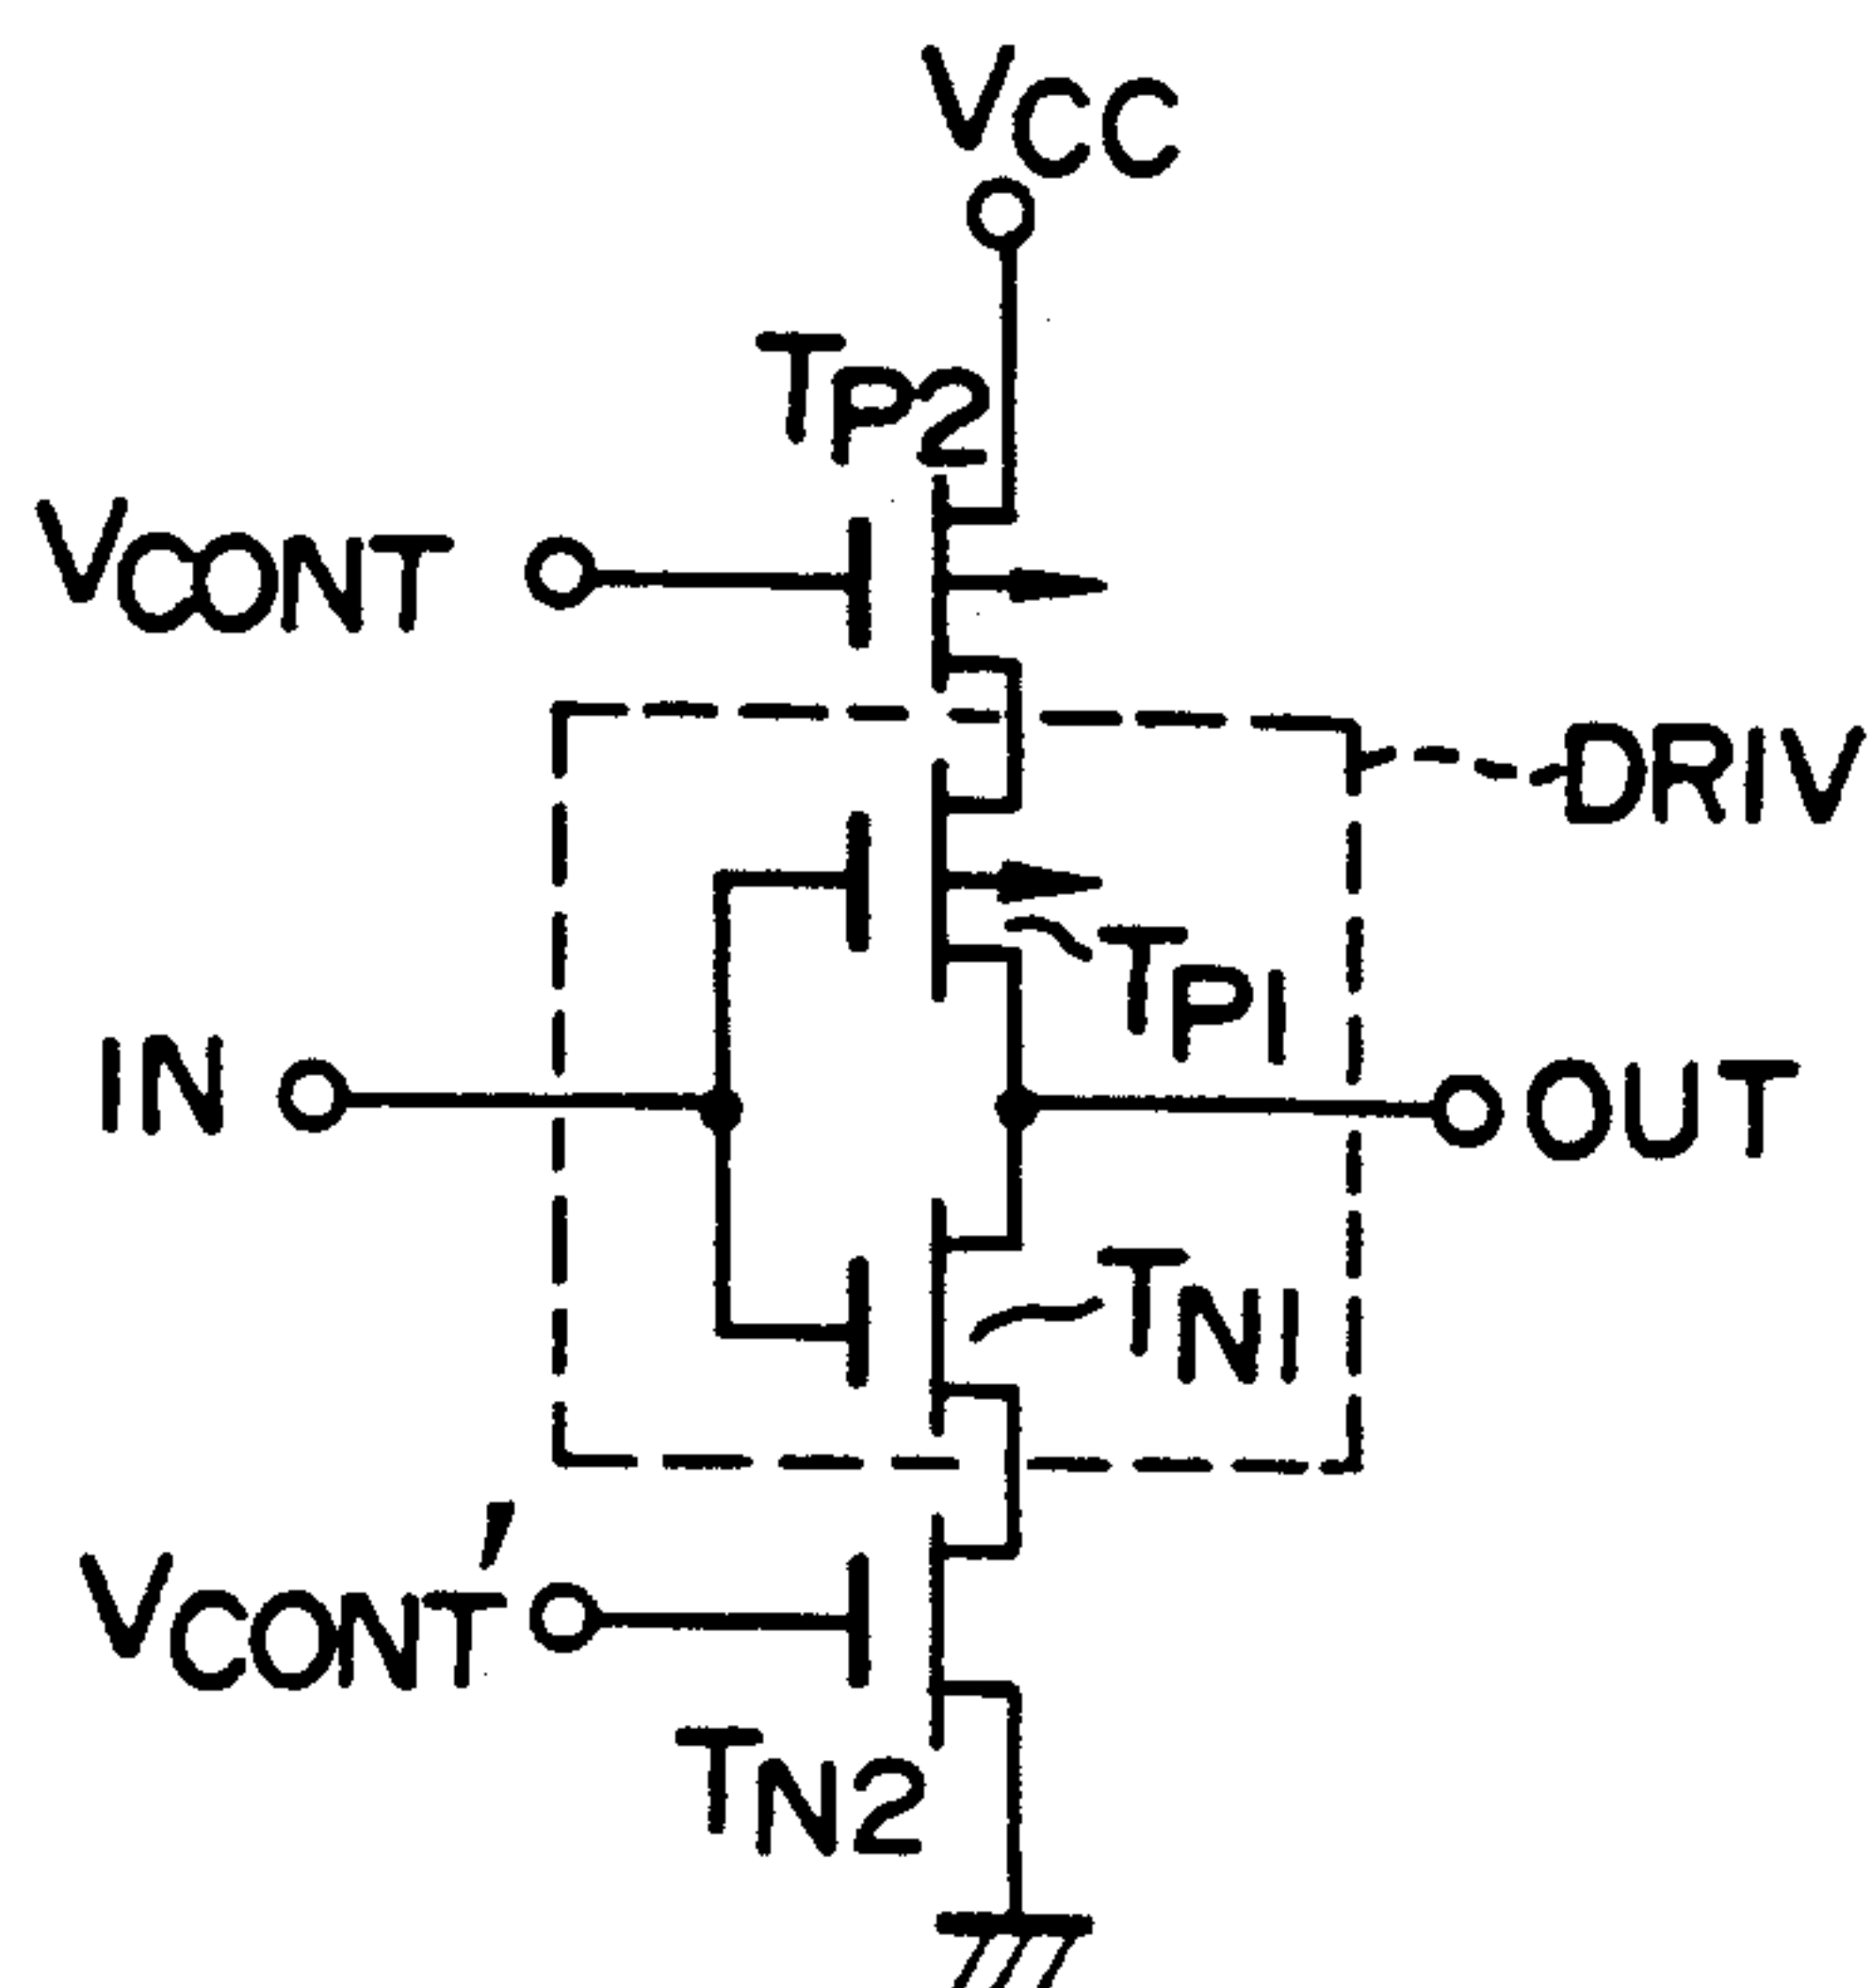 VCC
TP2
VCONT
DRIV
TP1
IN
OUT
TN1
VCONT'
TN2